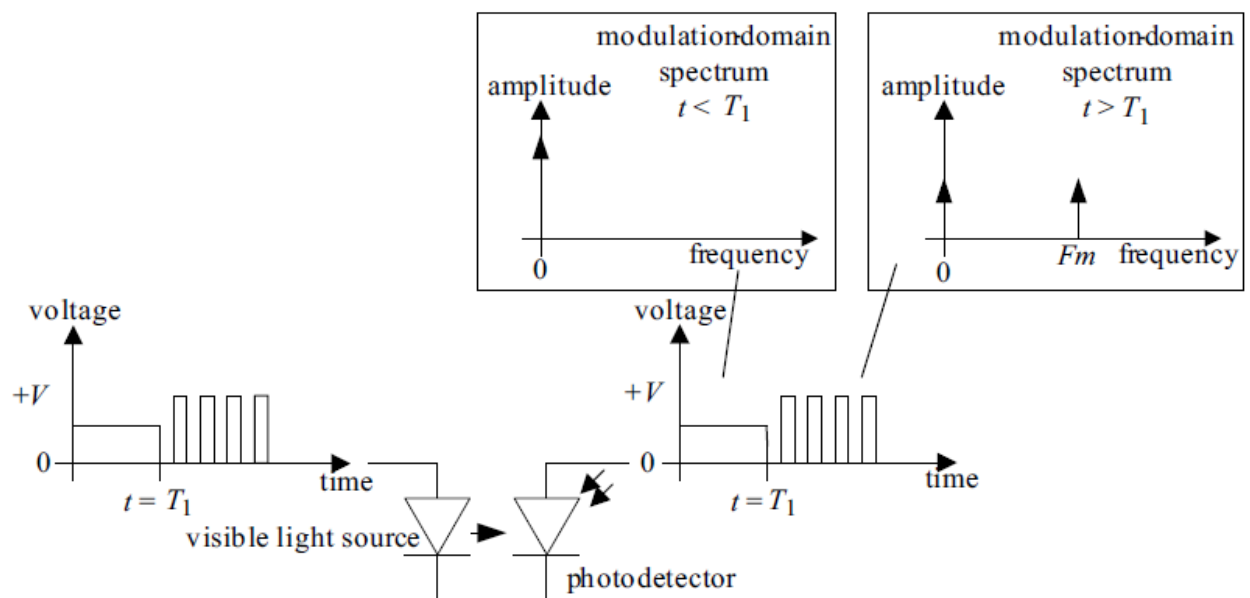 modulation-domain
spectrum
amplitude
t < T1
frequency
0
modulation-domain
spectrum
amplitude
t > T1
Fm frequency
0
voltage
+V
0
time
t = T1
visible light source
voltage
+V
0
time
t = T1
photodetector